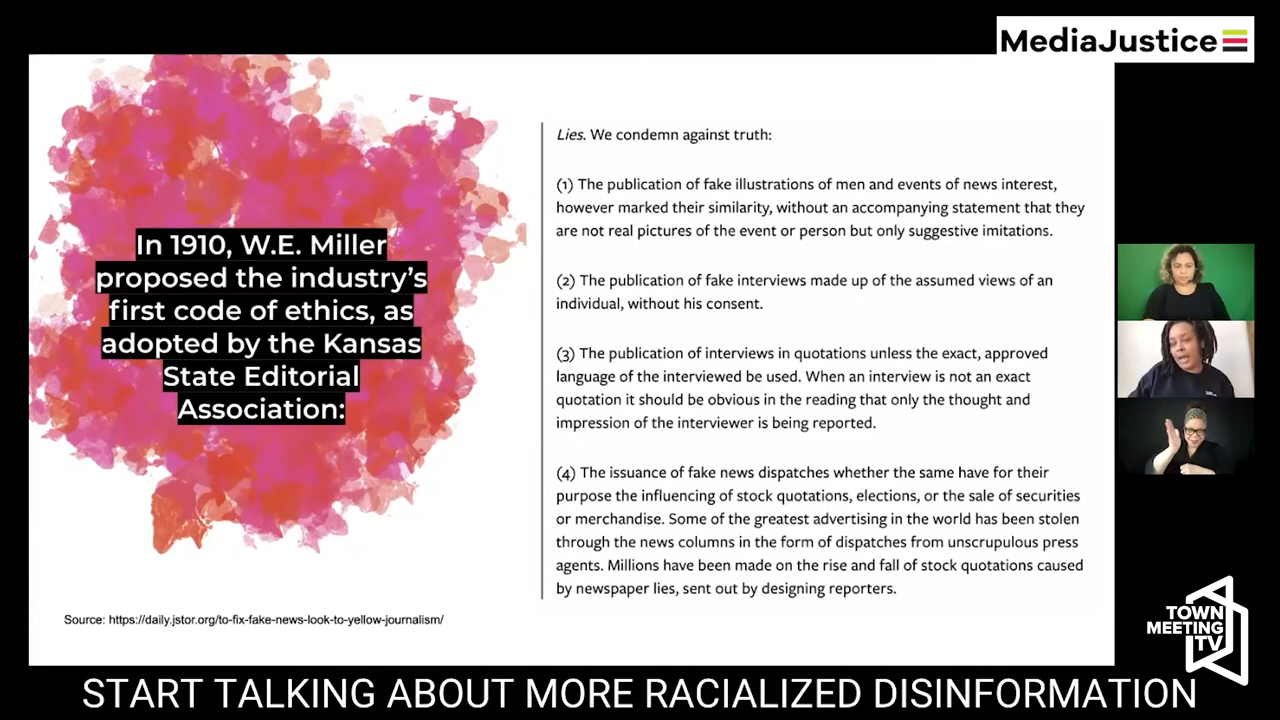 MediaJustice
In 1910, W.E. Miller
proposed the industry's
first code of ethics, as
adopted by the Kansas
State Editorial
Association:
Source: https://daily.jstor.org/to-fix-fake-news-look-to-yellow-journalism/
Lies. We condemn against truth:
(1) The publication of fake illustrations of men and events of news interest,
however marked their similarity, without an accompanying statement that they
are not real pictures of the event or person but only suggestive imitations.
(2) The publication of fake interviews made up of the assumed views of an
individual, without his consent.
(3) The publication of interviews in quotations unless the exact, approved
language of the interviewed be used. When an interview is not an exact
quotation it should be obvious in the reading that only the thought and
impression of the interviewer is being reported.
(4) The issuance of fake news dispatches whether the same have for their
purpose the influencing of stock quotations, elections, or the sale of securities
or merchandise. Some of the greatest advertising in the world has been stolen
through the news columns in the form of dispatches from unscrupulous press
agents. Millions have been made on the rise and fall of stock quotations caused
by newspaper lies, sent out by designing reporters.
TOWN
MEETING
TV
START TALKING ABOUT MORE RACIALIZED DISINFORMATION